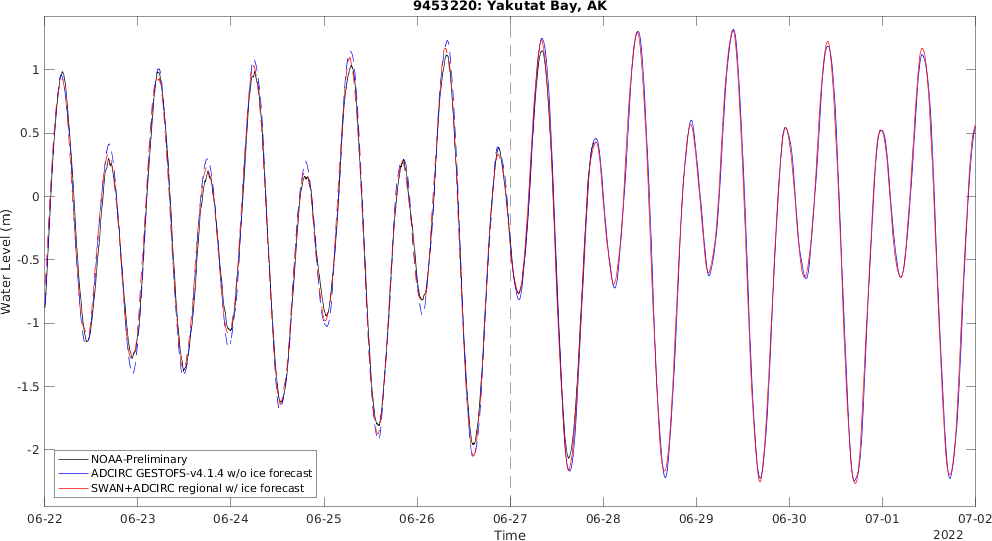 9453220: Yakutat Bay, AK
Water Level (m)
1
0.5
0
-0.5
-1
-1.5
-2
NOAA-Preliminary
ADCIRC GESTOFS-v4.1.4 w/o ice forecast
SWAN+ADCIRC regional w/ ice forecast
06-22 06-23 06-24 06-25 06-26 06-27 06-28 06-29 06-30 07-01 07-02
Time
2022